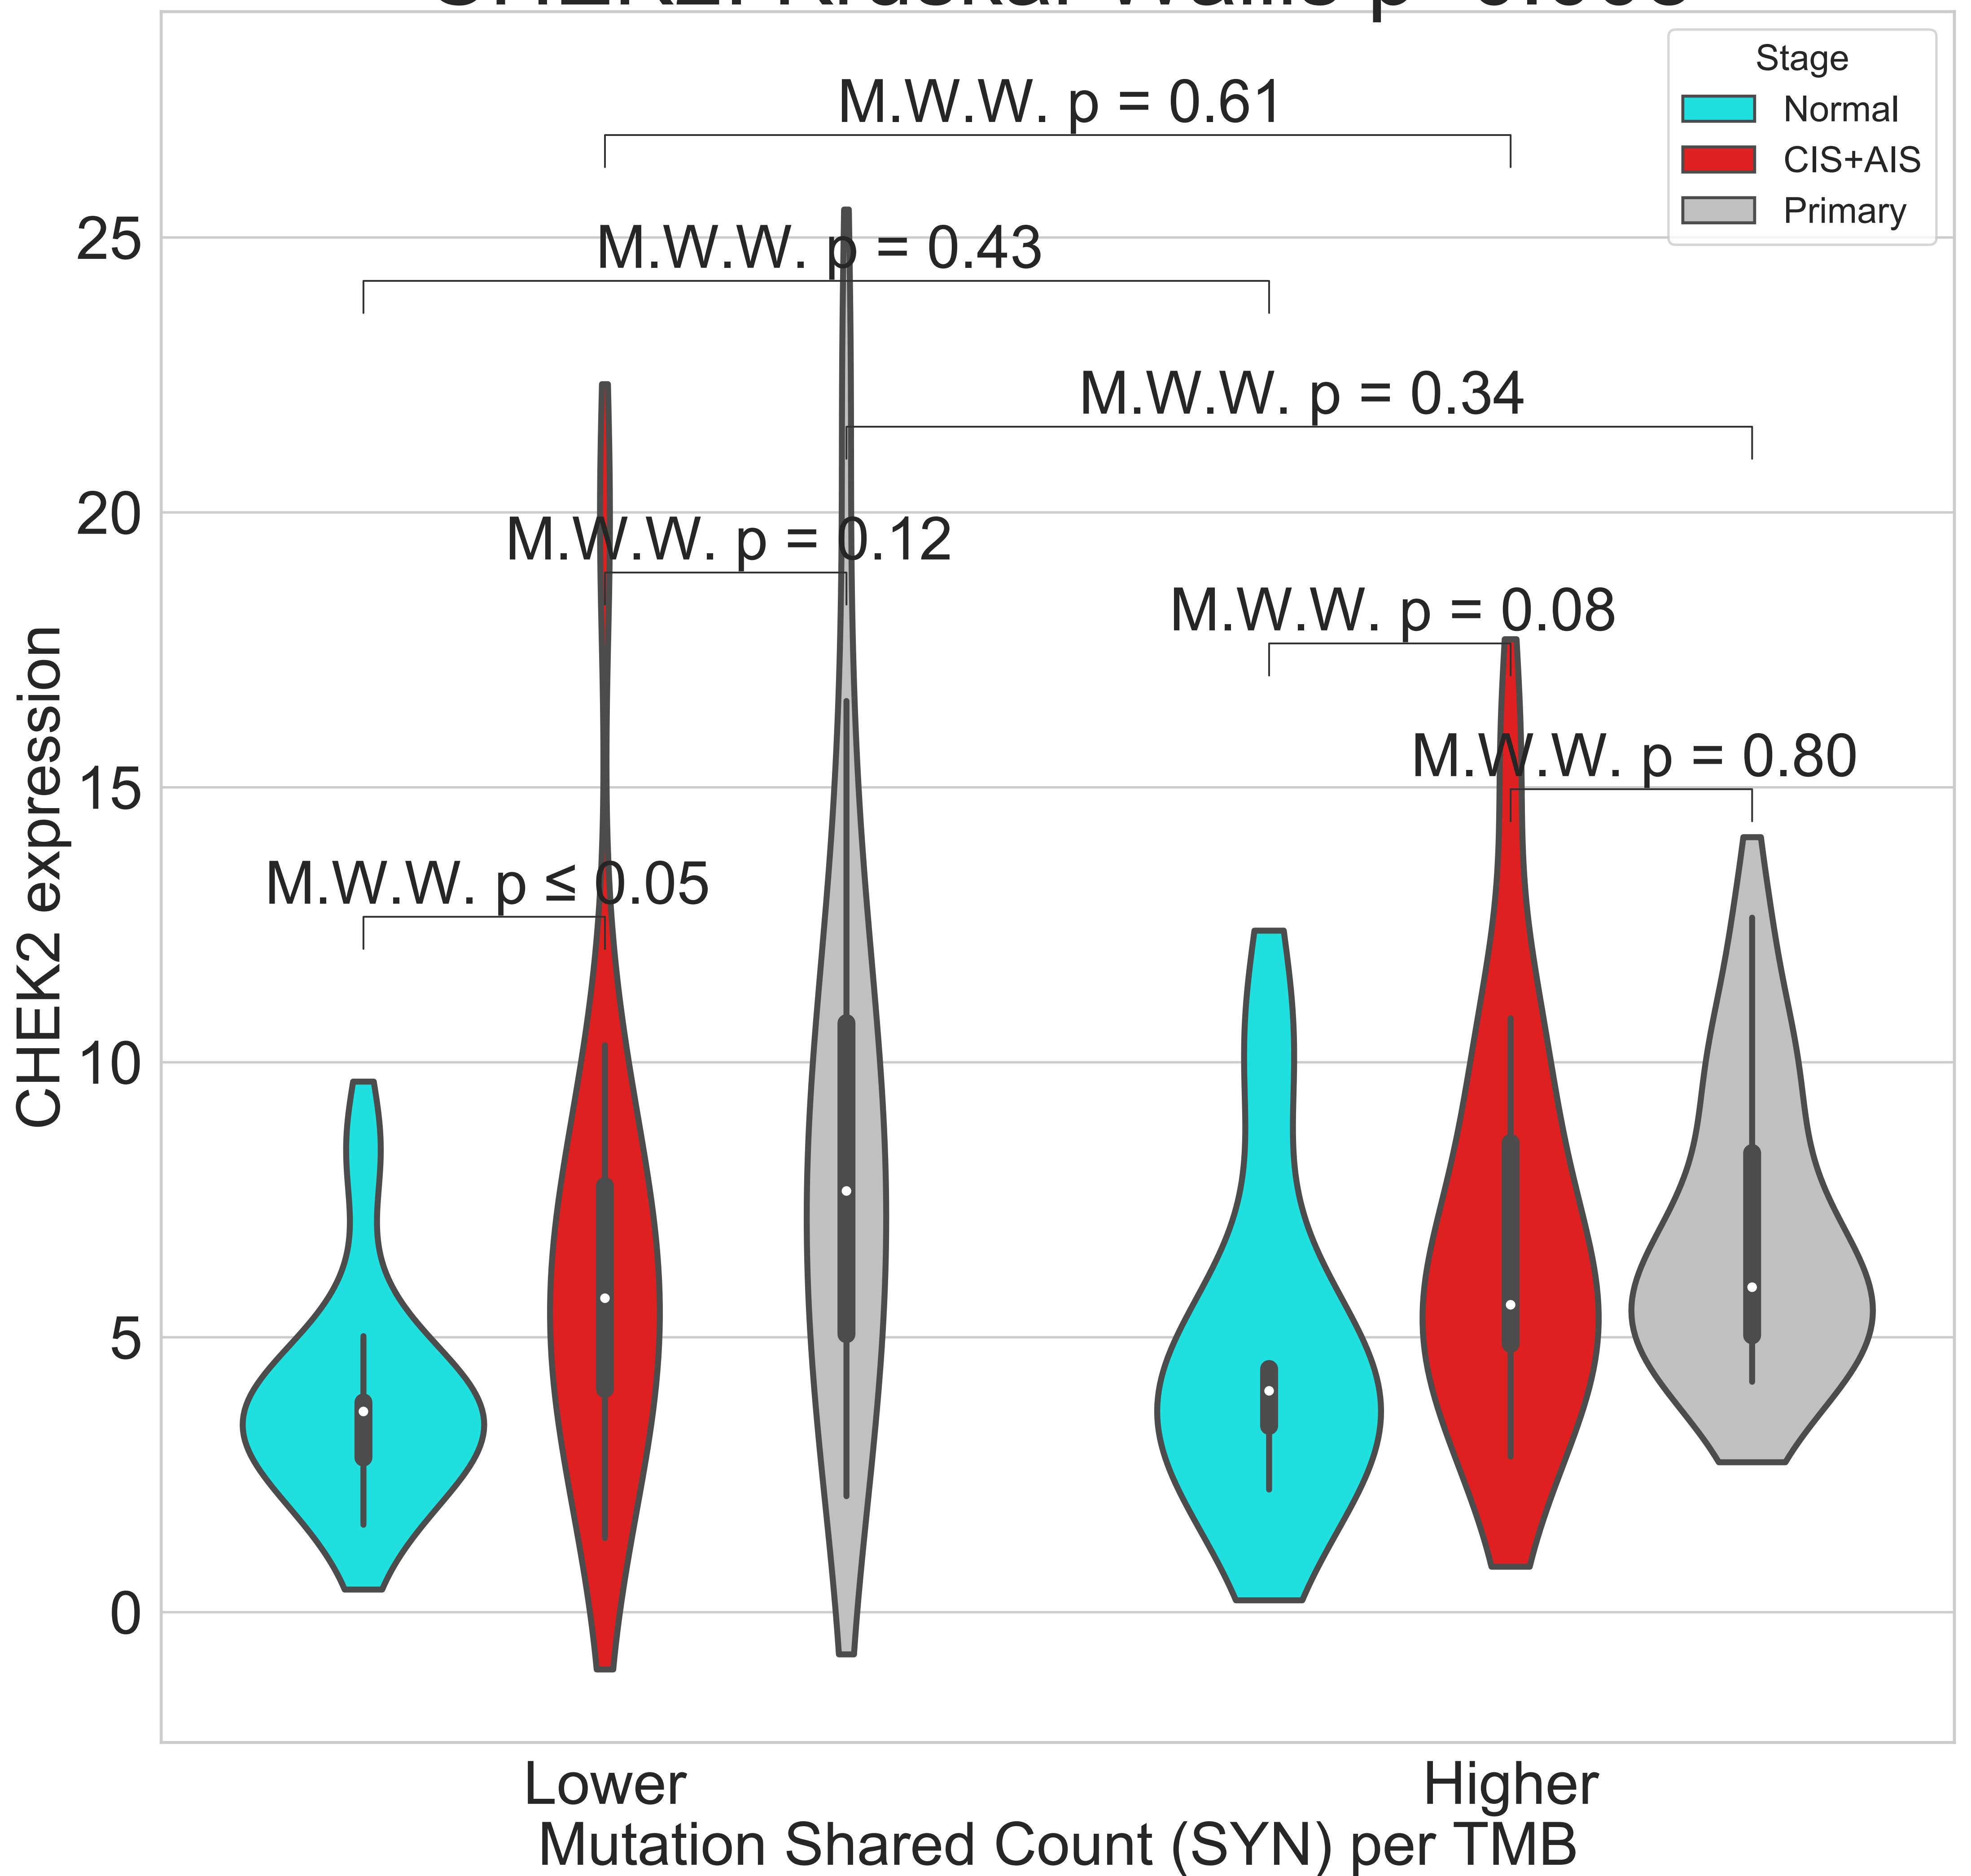 Stage
Normal
CIS+AIS
Primary
M.W.W. p = 0.61
M.W.W. p = 0.43
M.W.W. p = 0.34
M.W.W. p = 0.12
M.W.W. p = 0.08
M.W.W. p = 0.80
M.W.W. p ≤ 0.05
25
20
15
10
5
0
CHEK2 expression
Lower
Higher
Mutation Shared Count (SYN) per TMB